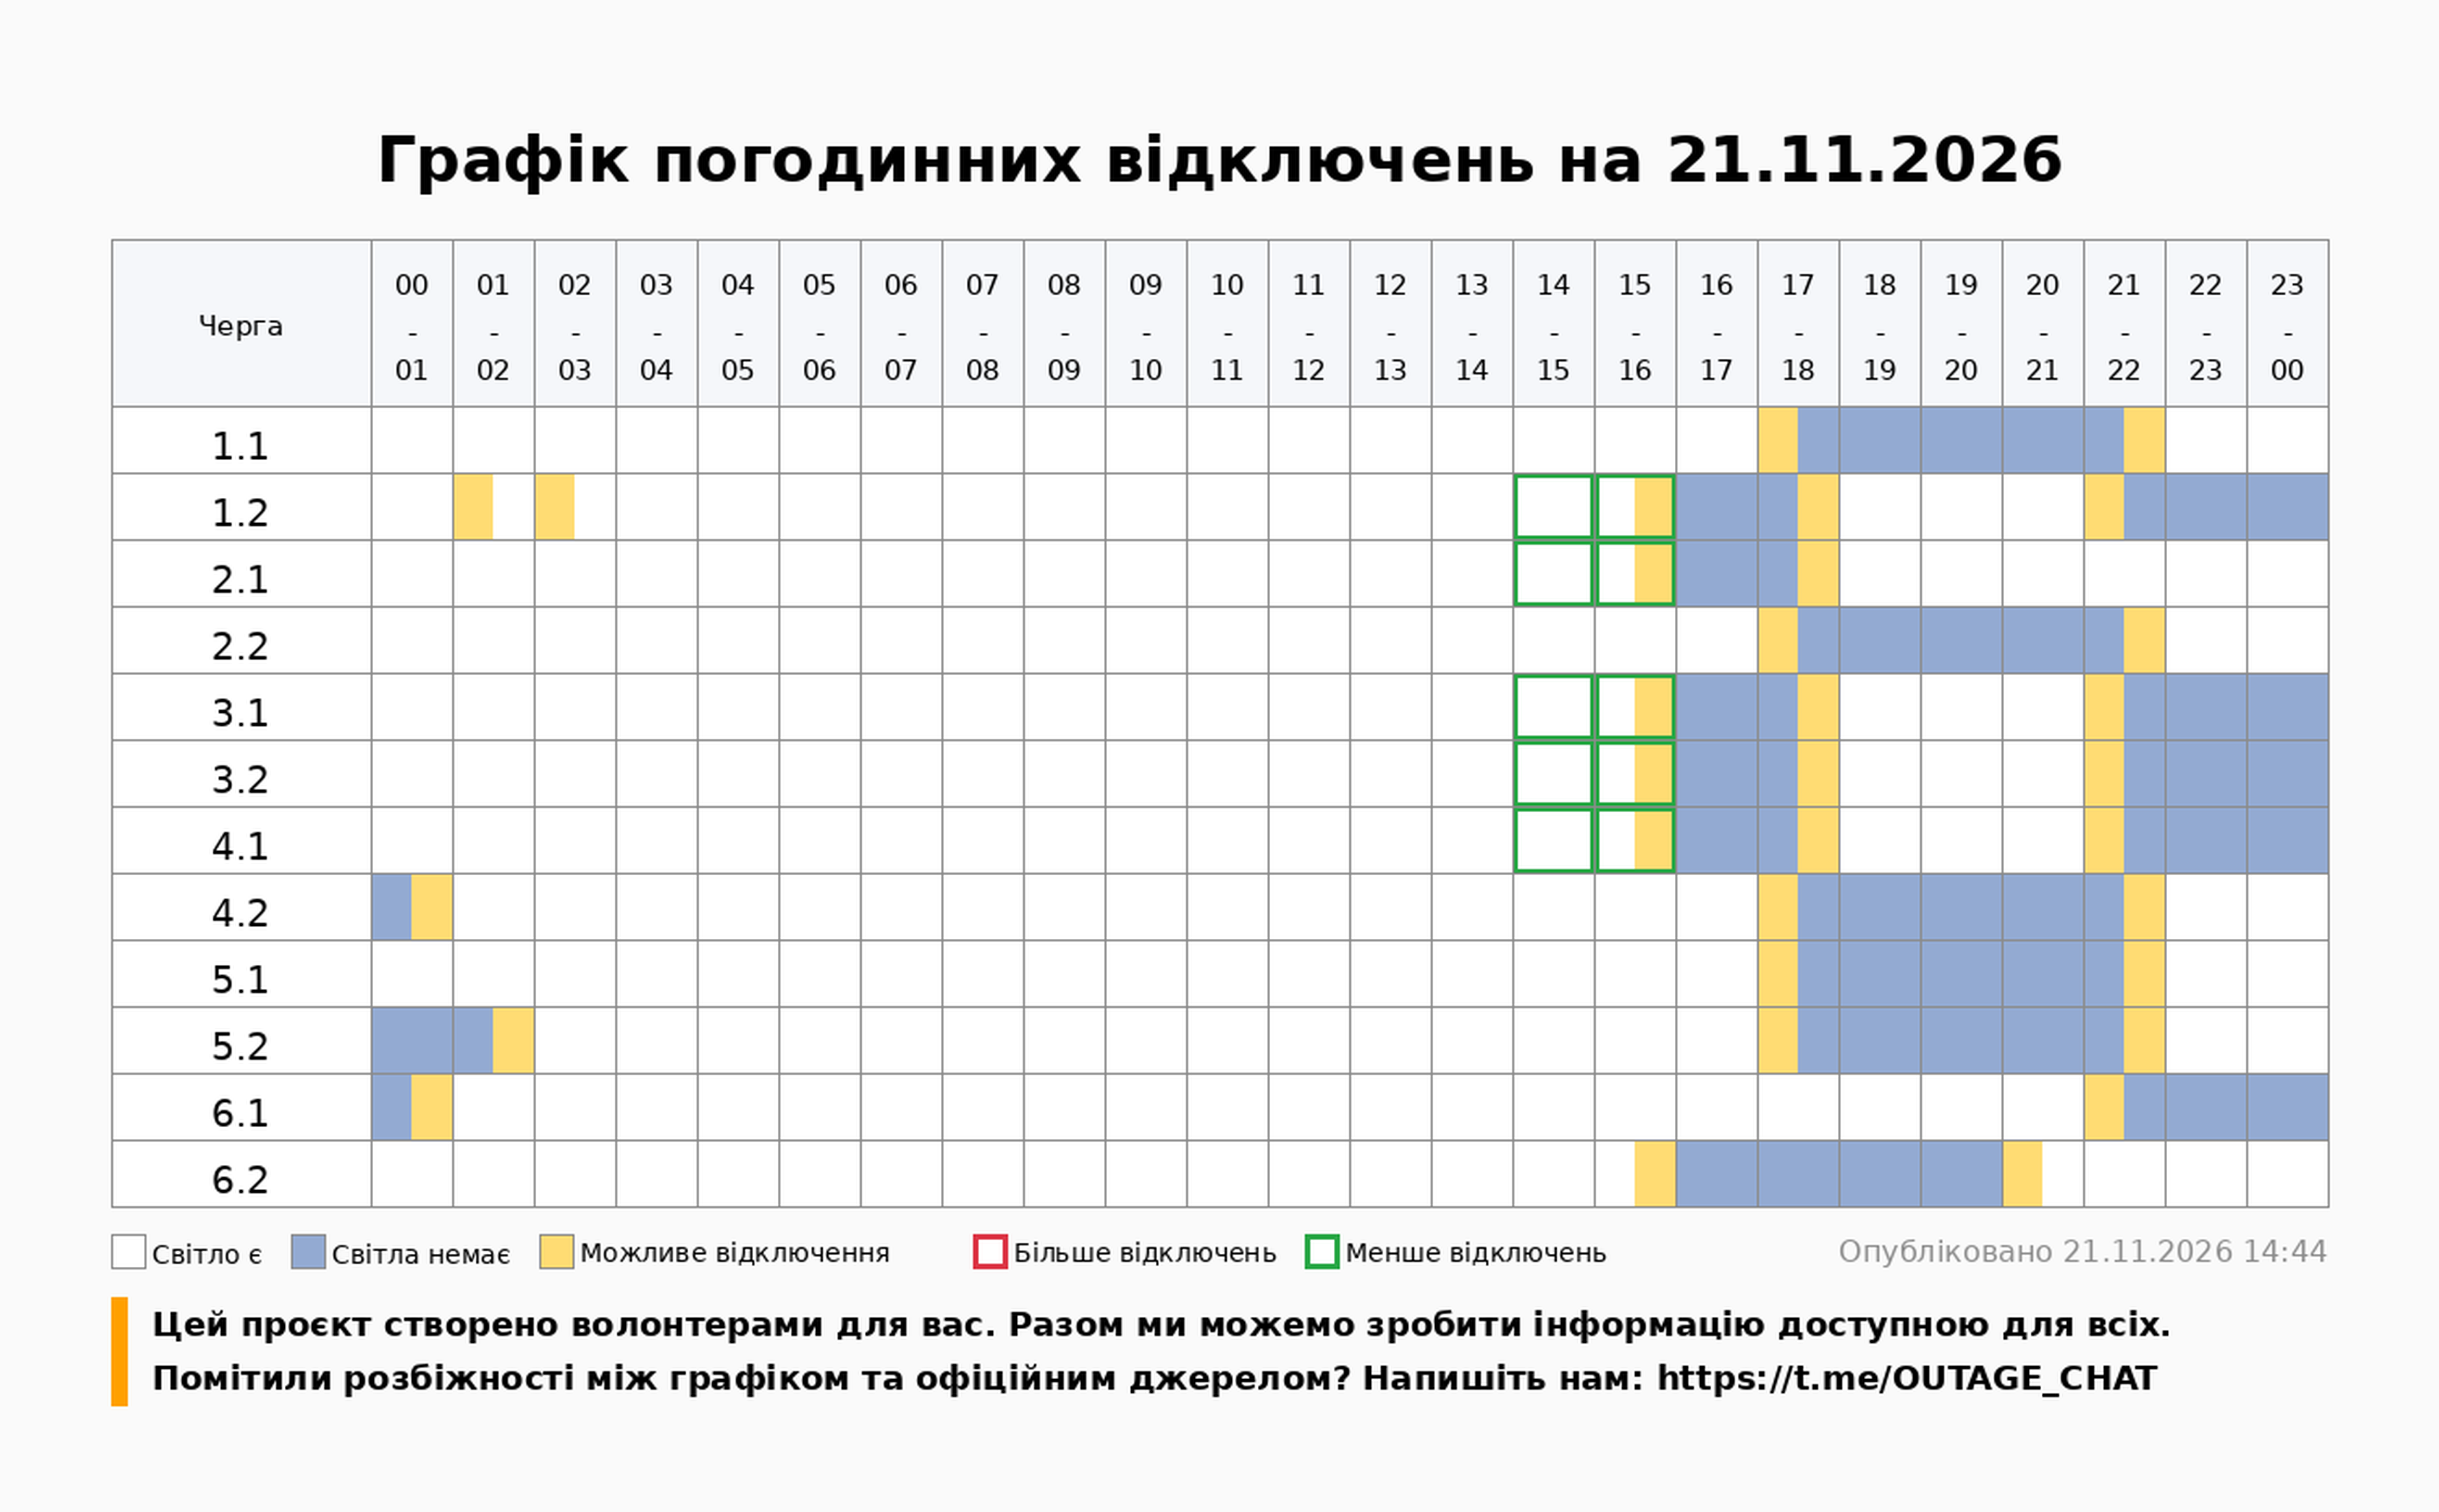 Графік погодинних відключень на 21.11.2026
Черга 00 - 01 01 - 02 02 - 03 03 - 04 04 - 05 05 - 06 06 - 07 07 - 08 08 - 09 09 - 10 10 - 11 11 - 12 12 - 13 13 - 14 14 - 15 15 - 16 16 - 17 17 - 18 18 - 19 19 - 20 20 - 21 21 - 22 22 - 23 23 - 00
1.1
1.2
2.1
2.2
3.1
3.2
4.1
4.2
5.1
5.2
6.1
6.2
Світло є Світла немає Можливе відключення Більше відключень Менше відключень Опубліковано 21.11.2026 14:44
Цей проєкт створено волонтерами для вас. Разом ми можемо зробити інформацію доступною для всіх.
Помітили розбіжності між графіком та офіційним джерелом? Напишіть нам: https://t.me/OUTAGE_CHAT